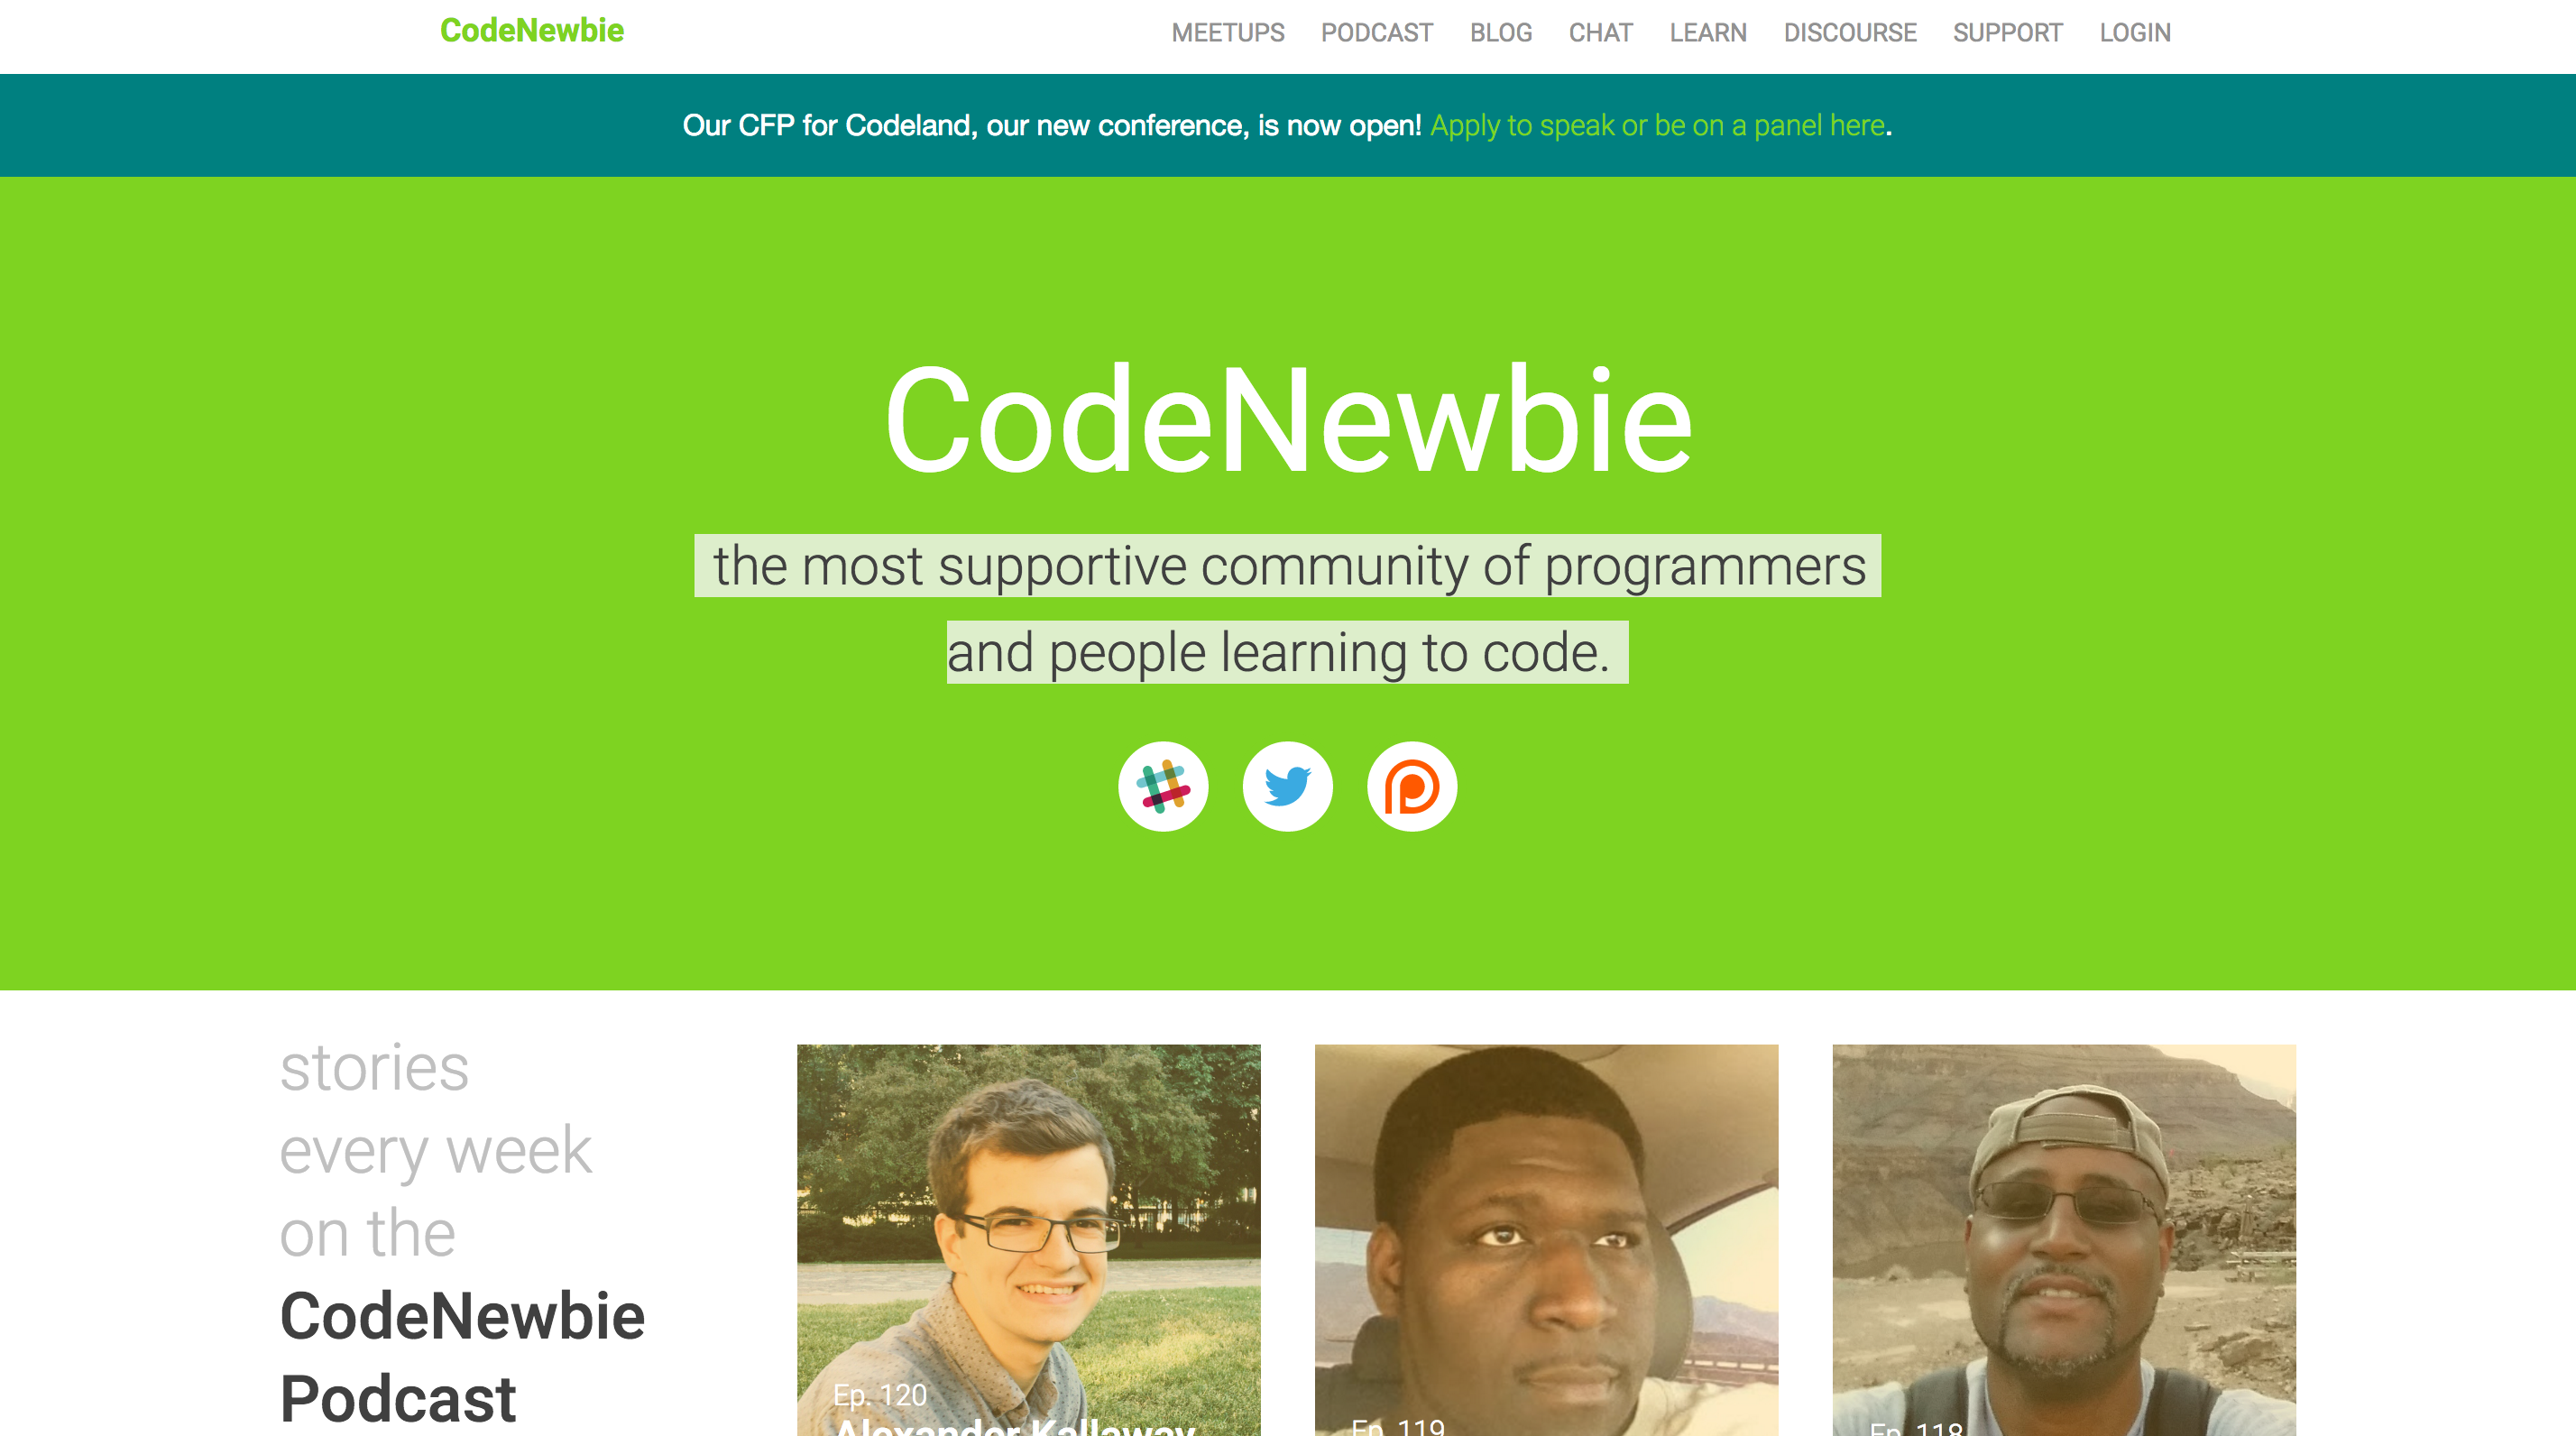 CodeNewbie
MEETUPS PODCAST BLOG CHAT LEARN DISCOURSE SUPPORT LOGIN
Our CFP for Codeland, our new conference, is now open! Apply to speak or be on a panel here.
CodeNewbie
the most supportive community of programmers
and people learning to code.
stories
every week
on the
CodeNewbie
Podcast
Ep. 120
Alexander Kallaway
Ep. 119
Ep. 118